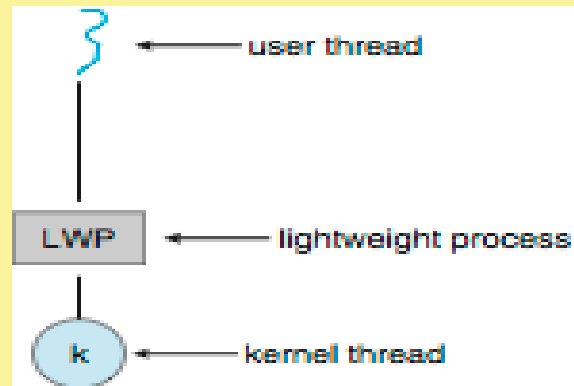 user thread
LWP
lightweight process
k
kernel thread